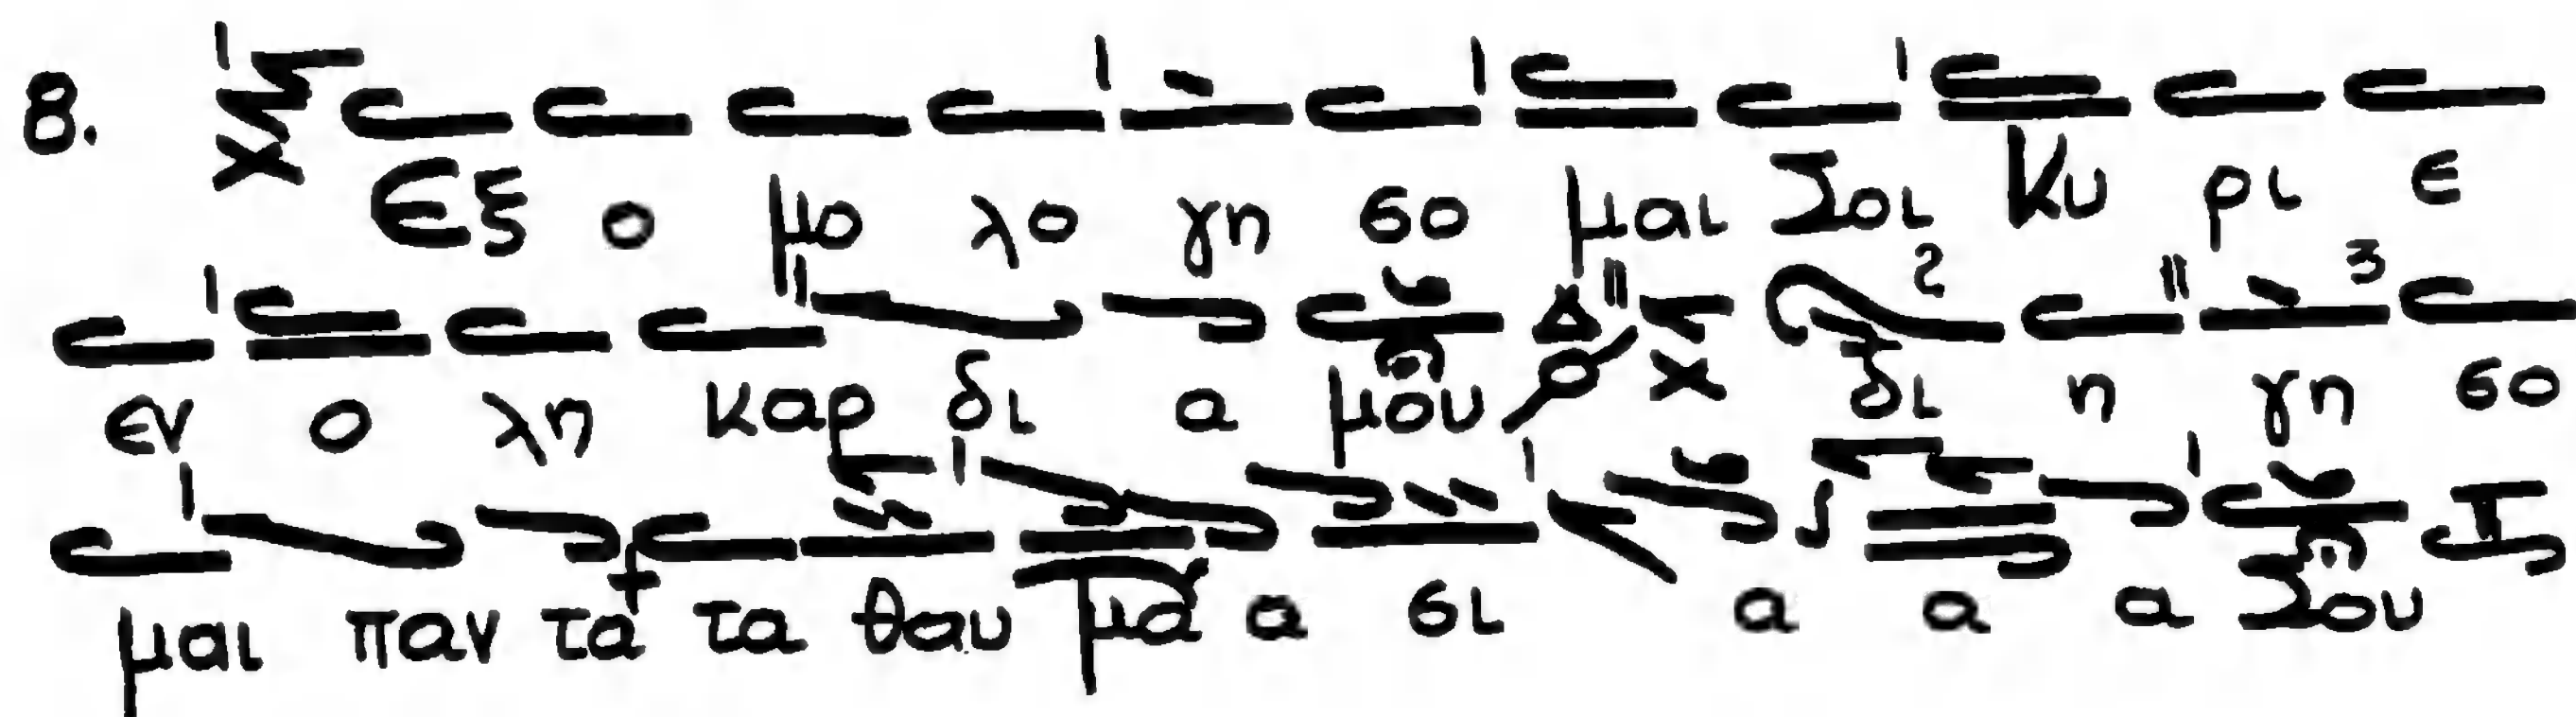 8. Εξ ο μο λο γη σο μαι Σοι Κυ ρι ε
εν ο λη καρ δι α μου Δι η γη σο
μαι παν τα τα θαυ μα α σι α α α Σου